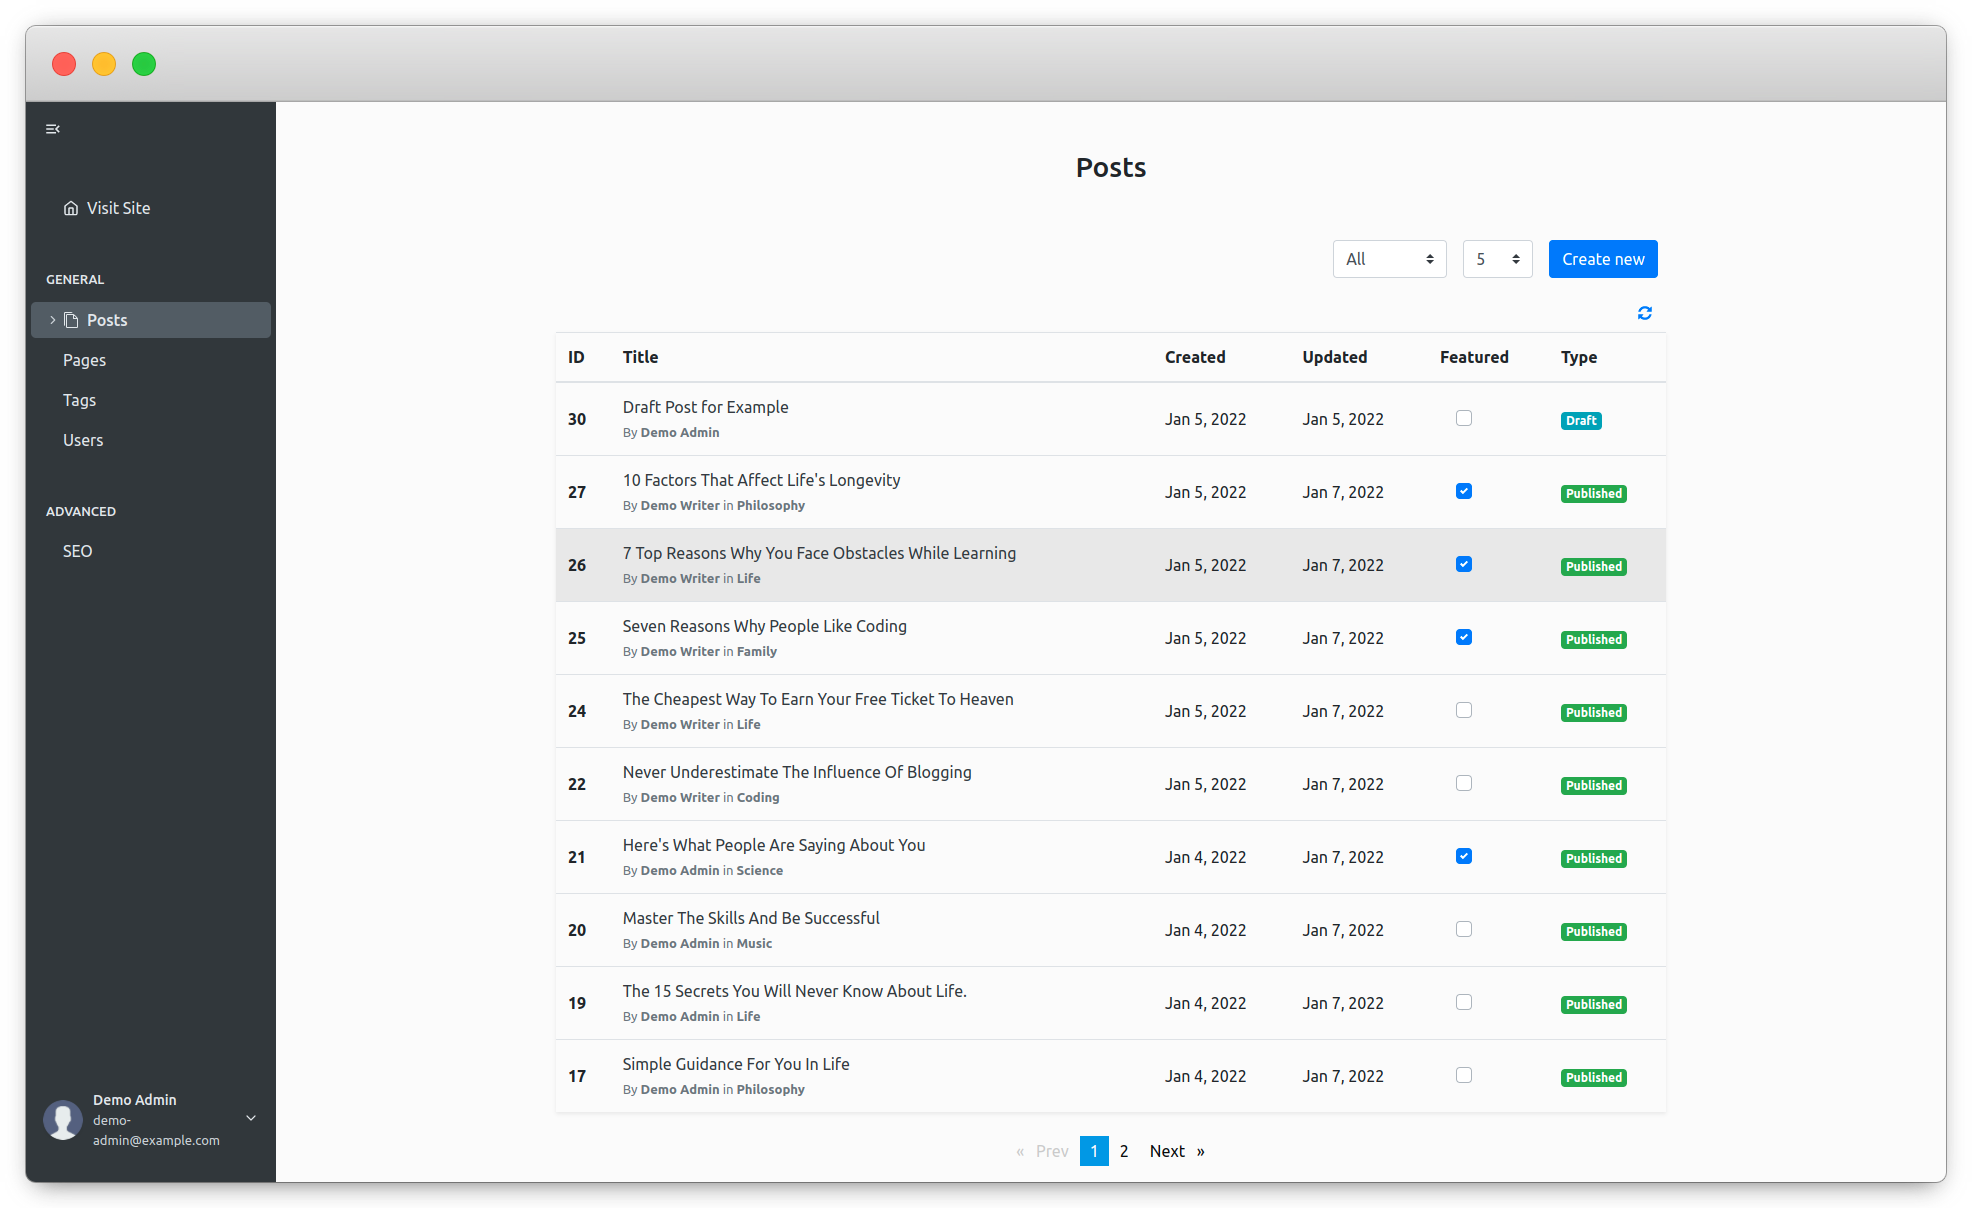 Visit Site
GENERAL
Posts
Pages
Tags
Users
ADVANCED
SEO
Demo Admin
demo-
admin@example.com
Posts
All 5 Create new
ID Title Created Updated Featured Type
30 Draft Post for Example Jan 5, 2022 Jan 5, 2022 Draft
By Demo Admin
27 10 Factors That Affect Life's Longevity Jan 5, 2022 Jan 7, 2022 Published
By Demo Writer in Philosophy
26 7 Top Reasons Why You Face Obstacles While Learning Jan 5, 2022 Jan 7, 2022 Published
By Demo Writer in Life
25 Seven Reasons Why People Like Coding Jan 5, 2022 Jan 7, 2022 Published
By Demo Writer in Family
24 The Cheapest Way To Earn Your Free Ticket To Heaven Jan 5, 2022 Jan 7, 2022 Published
By Demo Writer in Life
22 Never Underestimate The Influence Of Blogging Jan 5, 2022 Jan 7, 2022 Published
By Demo Writer in Coding
21 Here's What People Are Saying About You Jan 4, 2022 Jan 7, 2022 Published
By Demo Admin in Science
20 Master The Skills And Be Successful Jan 4, 2022 Jan 7, 2022 Published
By Demo Admin in Music
19 The 15 Secrets You Will Never Know About Life. Jan 4, 2022 Jan 7, 2022 Published
By Demo Admin in Life
17 Simple Guidance For You In Life Jan 4, 2022 Jan 7, 2022 Published
By Demo Admin in Philosophy
« Prev 1 2 Next »